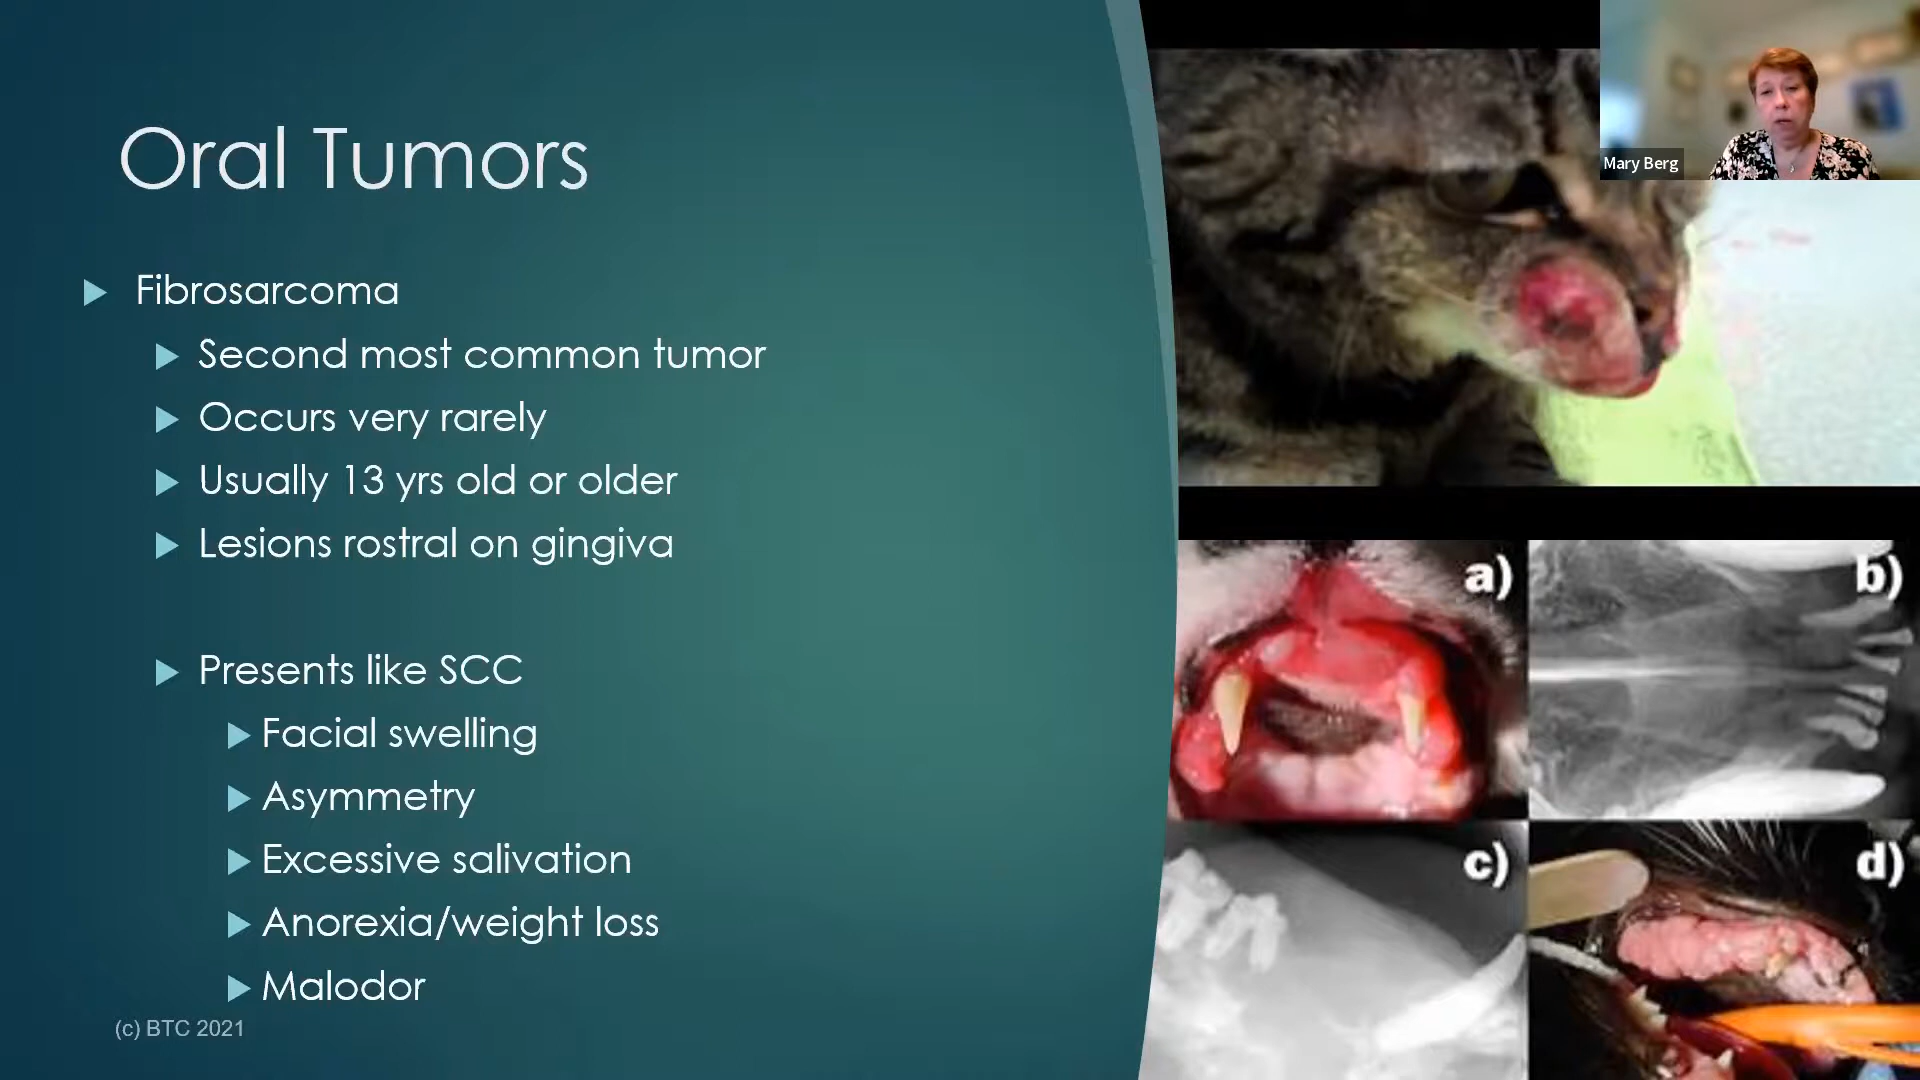 Oral Tumors
Fibrosarcoma
Second most common tumor
Occurs very rarely
Usually 13 yrs old or older
Lesions rostral on gingiva
Presents like SCC
Facial swelling
Asymmetry
Excessive salivation
Anorexia/weight loss
Malodor
(c) BTC 2021
Mary Berg
a)
b)
c)
d)